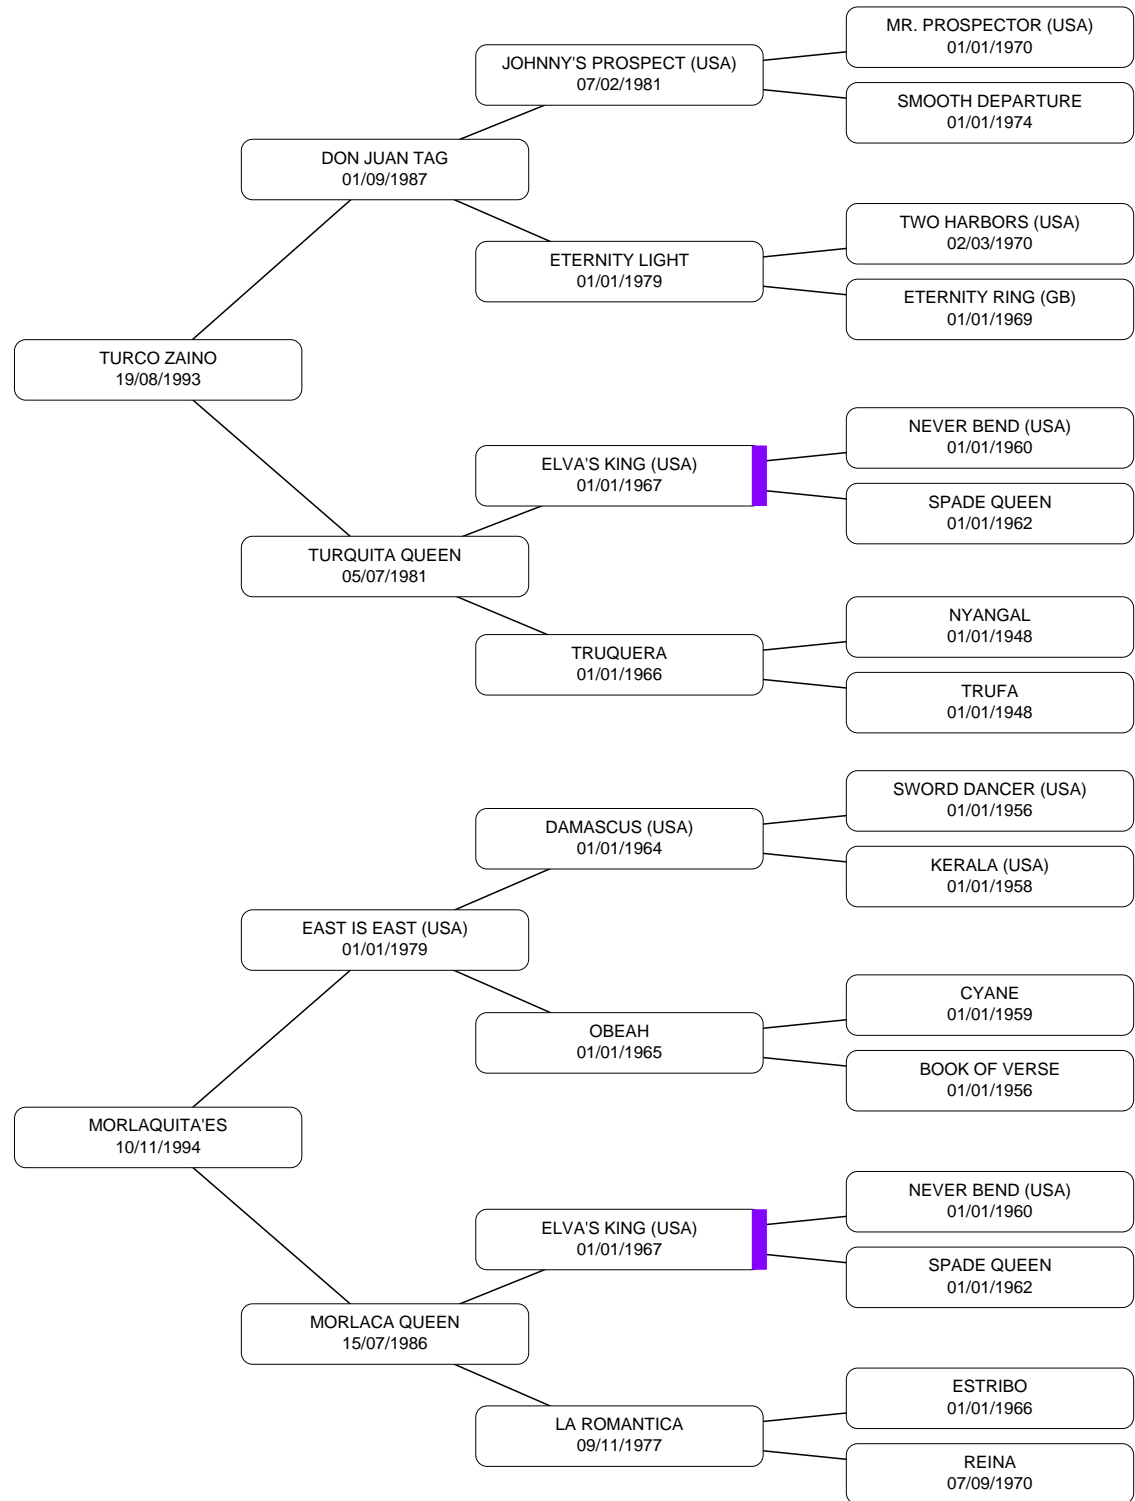 MR. PROSPECTOR (USA)
01/01/1970
JOHNNY'S PROSPECT (USA)
07/02/1981
SMOOTH DEPARTURE
01/01/1974
DON JUAN TAG
01/09/1987
TWO HARBORS (USA)
02/03/1970
ETERNITY LIGHT
01/01/1979
ETERNITY RING (GB)
01/01/1969
TURCO ZAINO
19/08/1993
NEVER BEND (USA)
01/01/1960
ELVA'S KING (USA)
01/01/1967
SPADE QUEEN
01/01/1962
TURQUITA QUEEN
05/07/1981
NYANGAL
01/01/1948
TRUQUERA
01/01/1966
TRUFA
01/01/1948
SWORD DANCER (USA)
01/01/1956
DAMASCUS (USA)
01/01/1964
KERALA (USA)
01/01/1958
EAST IS EAST (USA)
01/01/1979
CYANE
01/01/1959
OBEAH
01/01/1965
BOOK OF VERSE
01/01/1956
MORLAQUITA'ES
10/11/1994
NEVER BEND (USA)
01/01/1960
ELVA'S KING (USA)
01/01/1967
SPADE QUEEN
01/01/1962
MORLACA QUEEN
15/07/1986
ESTRIBO
01/01/1966
LA ROMANTICA
09/11/1977
REINA
07/09/1970